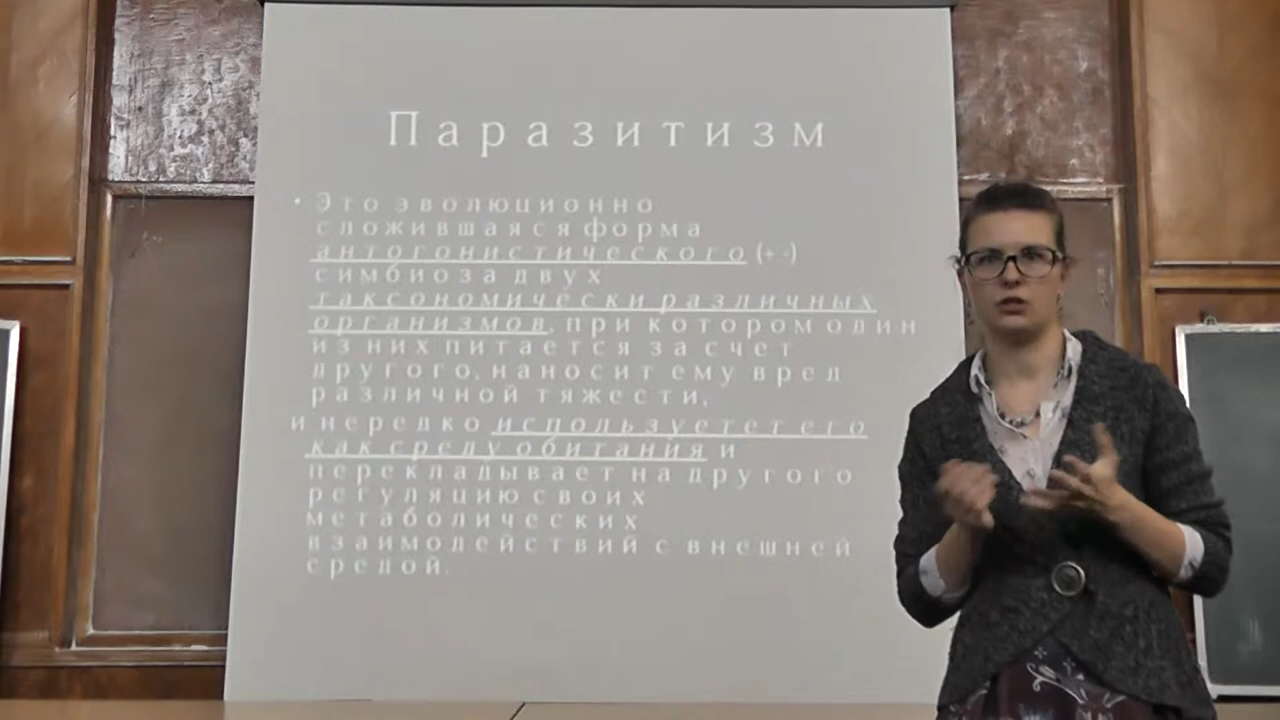 Паразитизм
• Это эволюционно
сложившаяся форма
антогонистического (+-)
симбиоза двух
таксономически различных
организмов, при котором один
из них питается за счет
другого, наносит ему вред
различной тяжести,
и нередко используетет его
как среду обитания и
перекладывает на другого
регуляцию своих
метаболических
взаимодействий с внешней
средой.